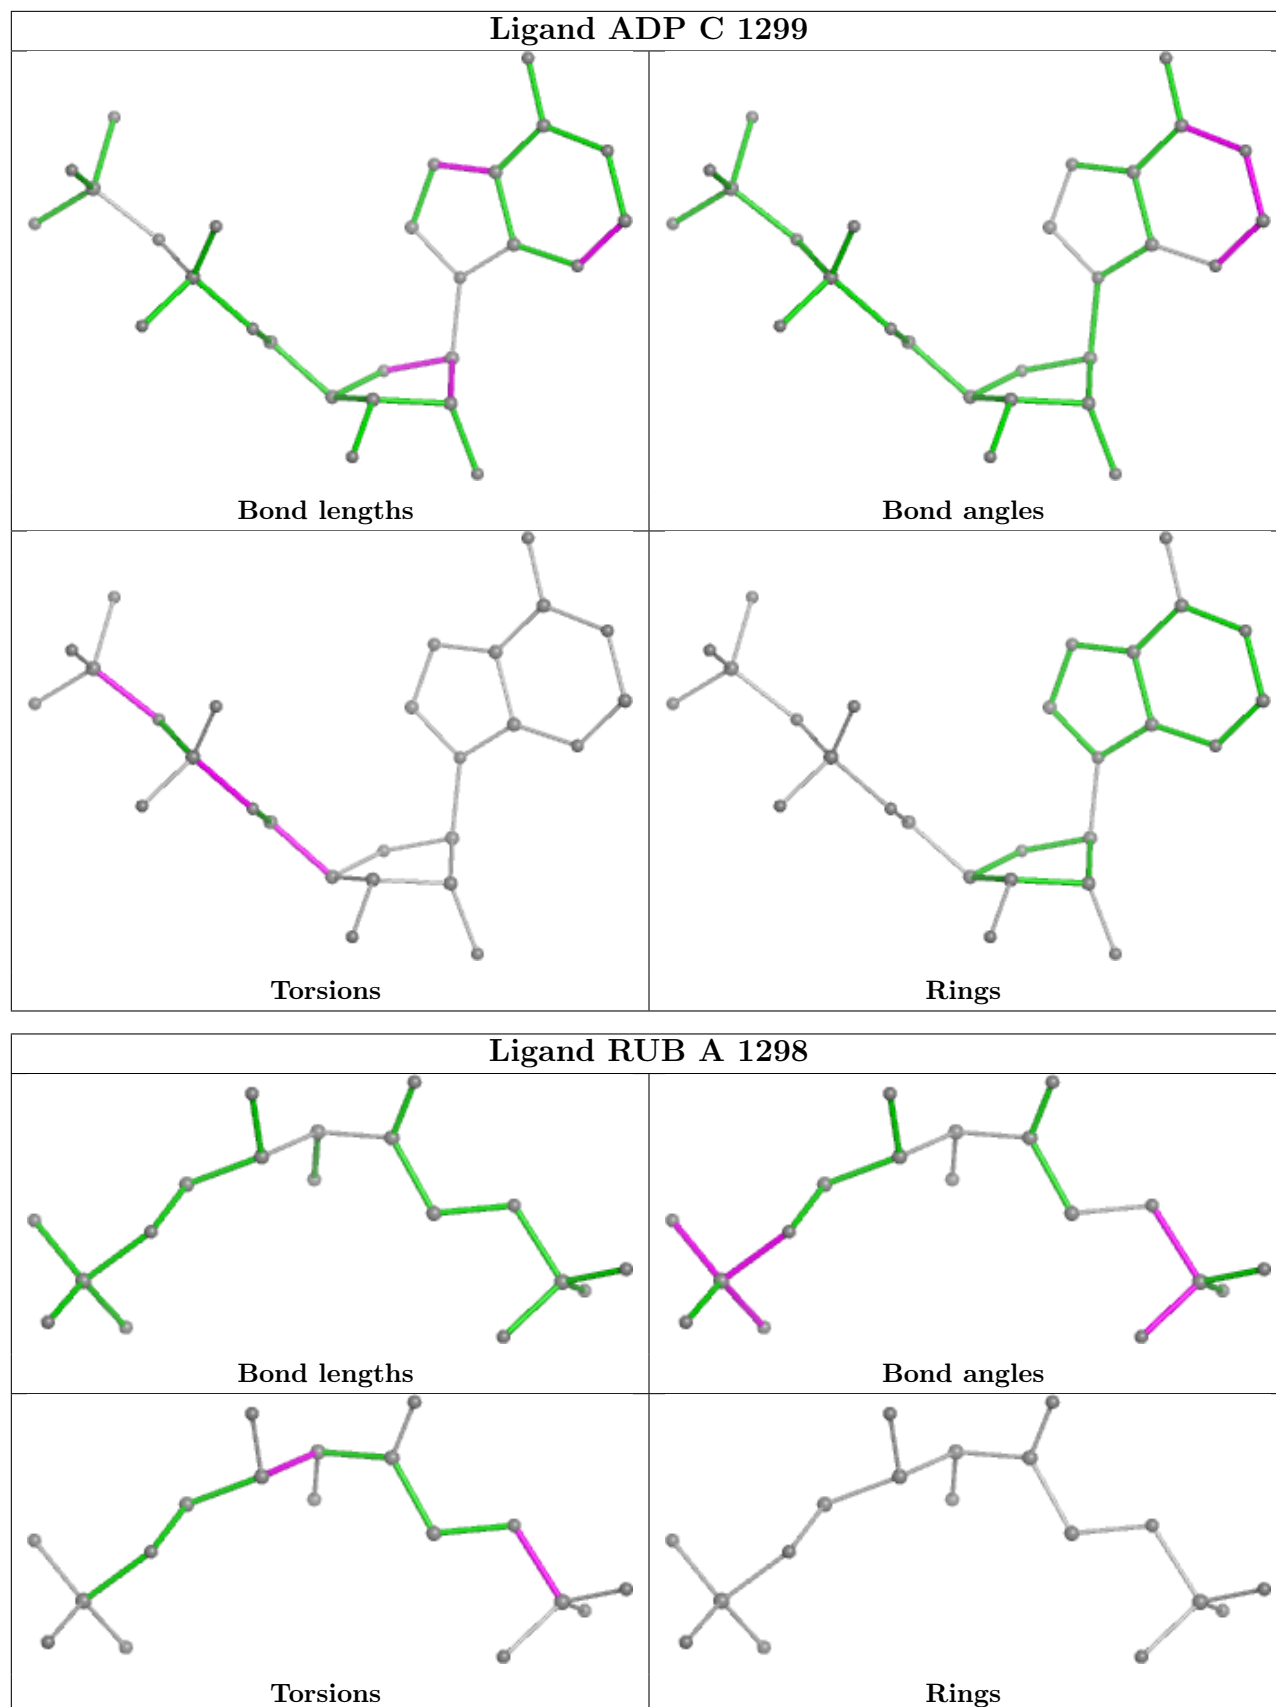 Ligand ADP C 1299
Bond lengths
Bond angles
Torsions
Rings
Ligand RUB A 1298
Bond lengths
Bond angles
Torsions
Rings